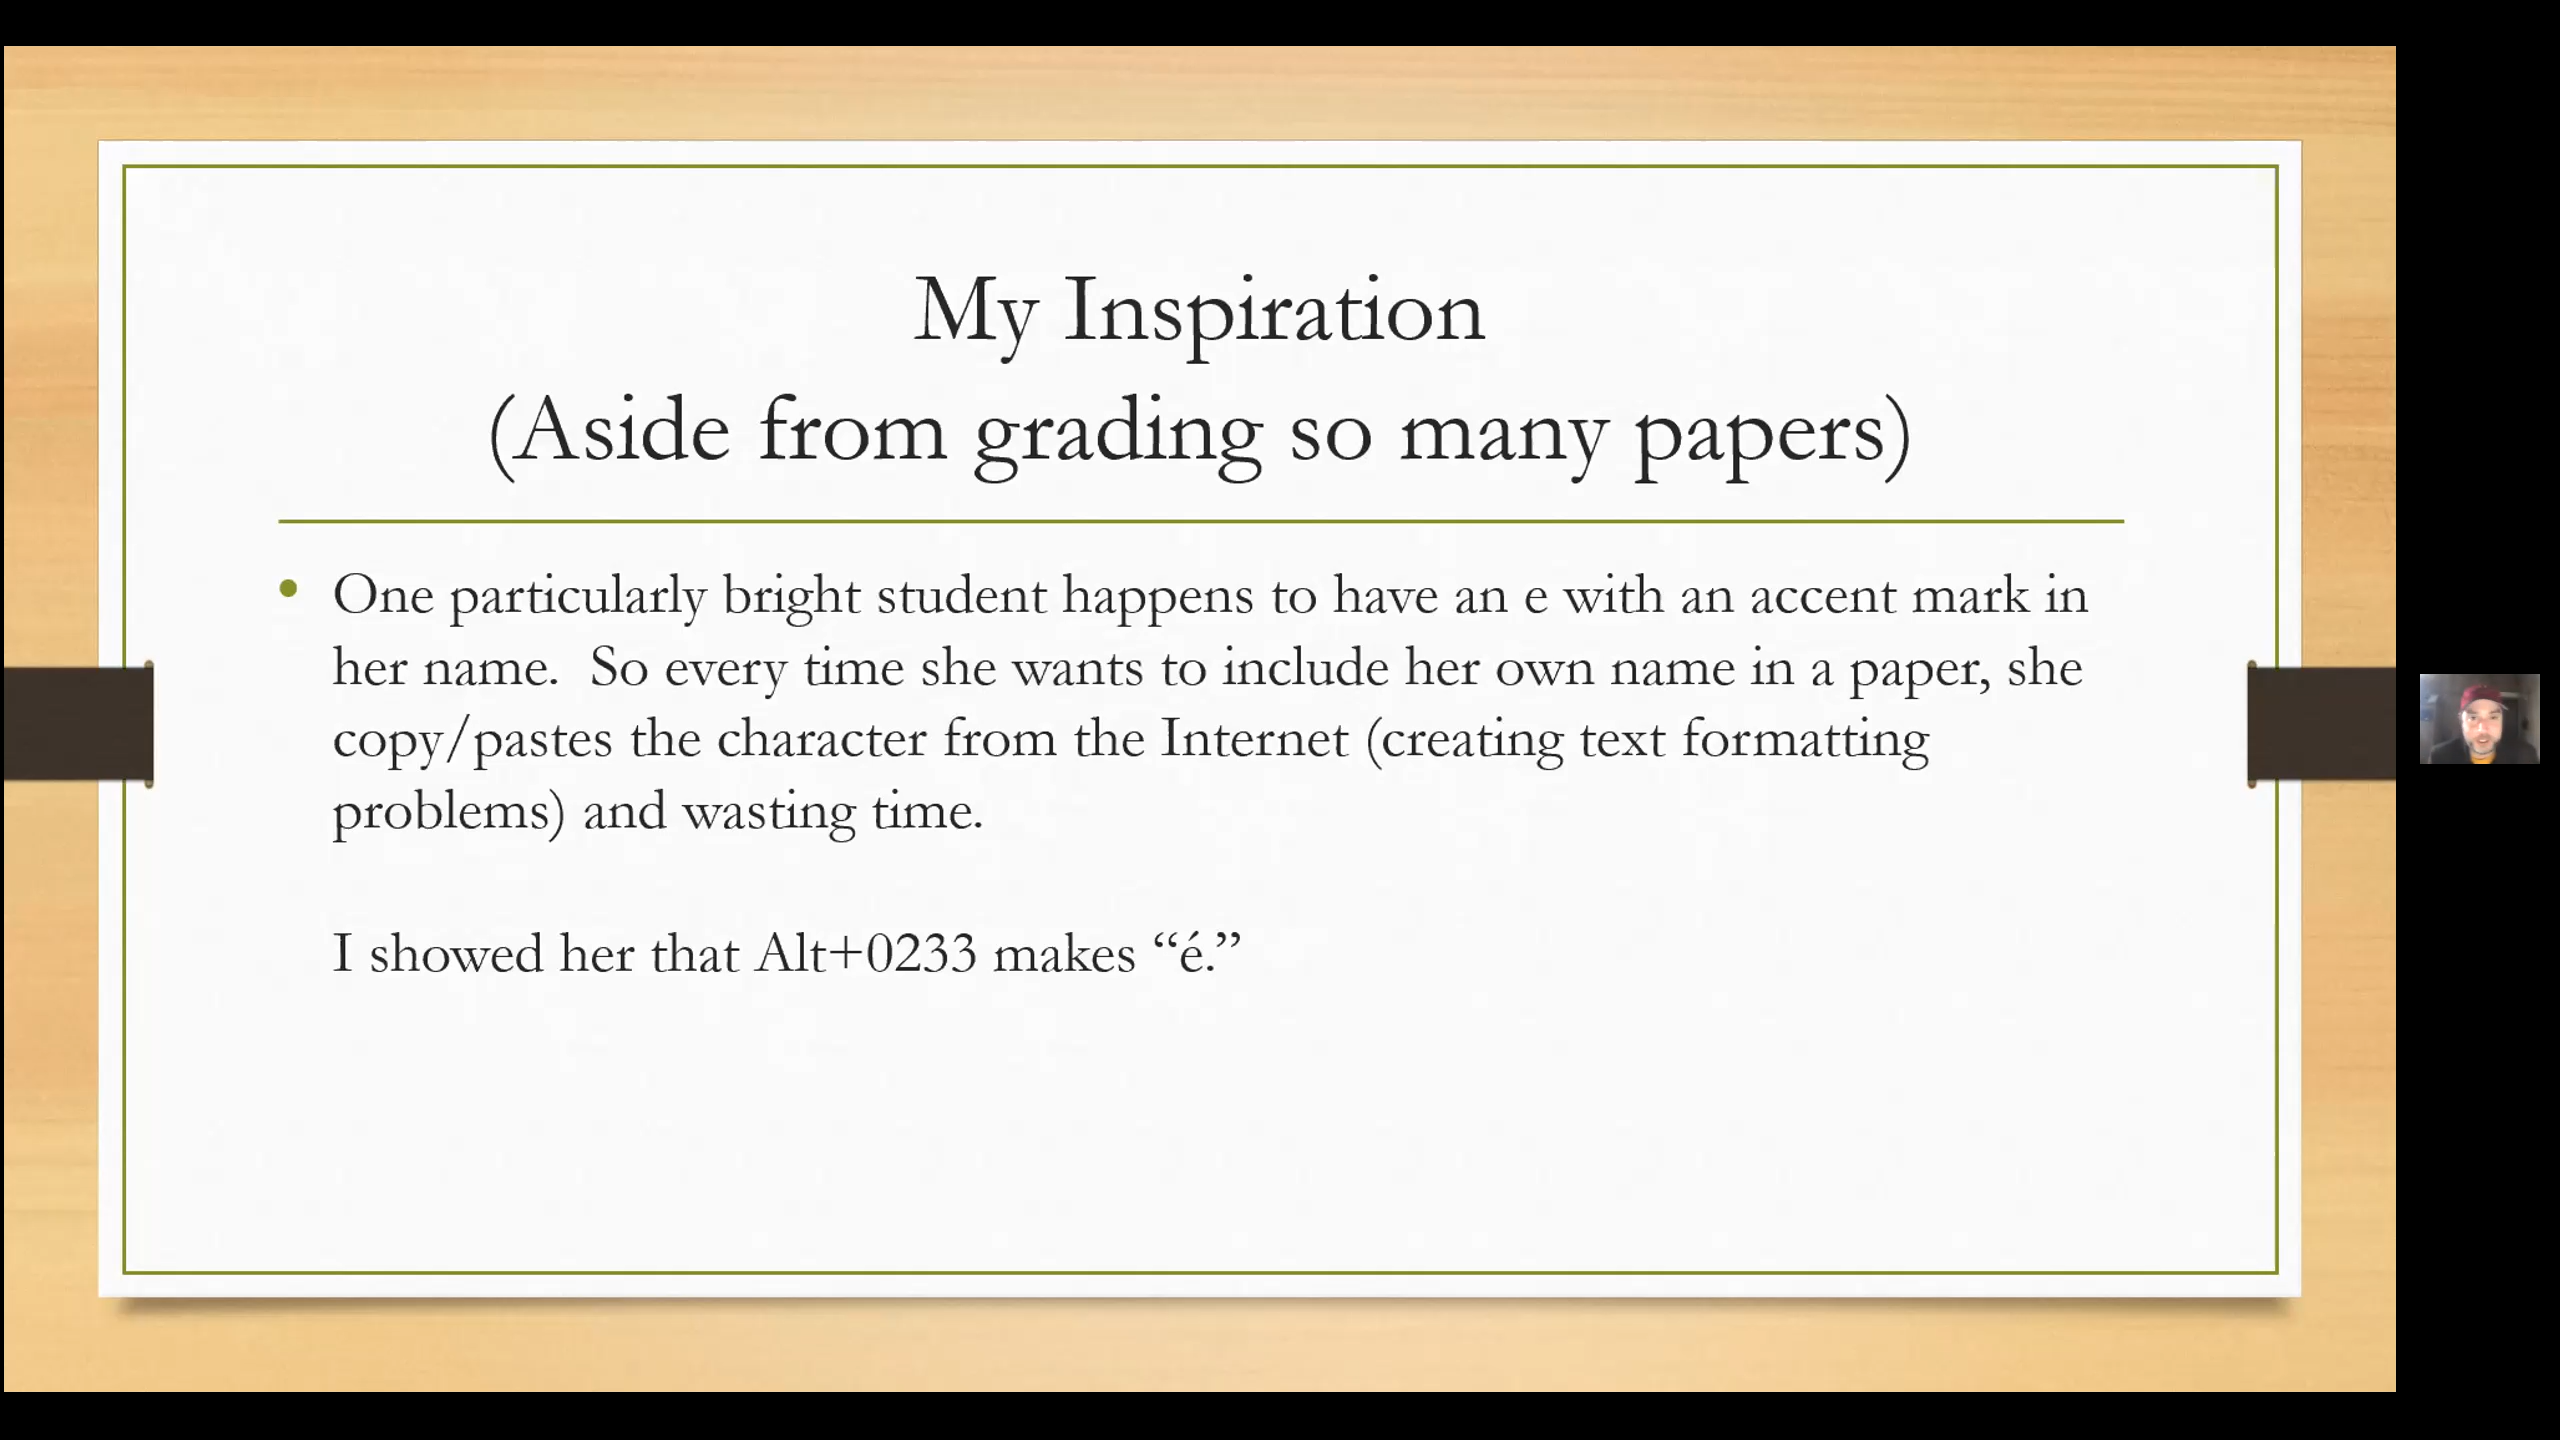 My Inspiration
(Aside from grading so many papers)
• One particularly bright student happens to have an e with an accent mark in
her name.  So every time she wants to include her own name in a paper, she
copy/pastes the character from the Internet (creating text formatting
problems) and wasting time.
I showed her that Alt+0233 makes “é.”